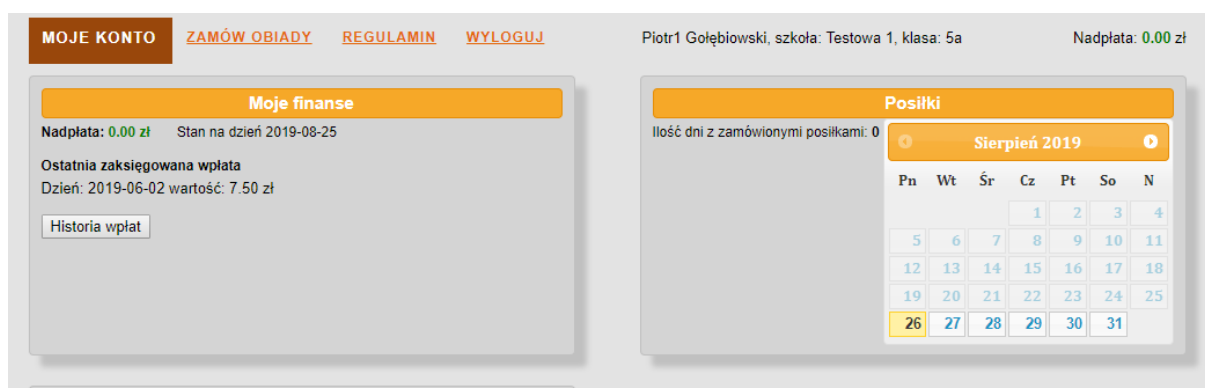 MOJE KONTO ZAMÓW OBIADY REGULAMIN WYLOGUJ Piotr1 Gołębiowski, szkoła: Testowa 1, klasa: 5a Nadpłata: 0.00 zł
Moje finanse
Nadpłata: 0.00 zł Stan na dzień 2019-08-25
Ostatnia zaksięgowana wpłata
Dzień: 2019-06-02 wartość: 7.50 zł
Historia wpłat
Posiłki
Ilość dni z zamówionymi posiłkami: 0
Sierpień 2019
Pn Wt Śr Cz Pt So N
1 2 3 4
5 6 7 8 9 10 11
12 13 14 15 16 17 18
19 20 21 22 23 24 25
26 27 28 29 30 31